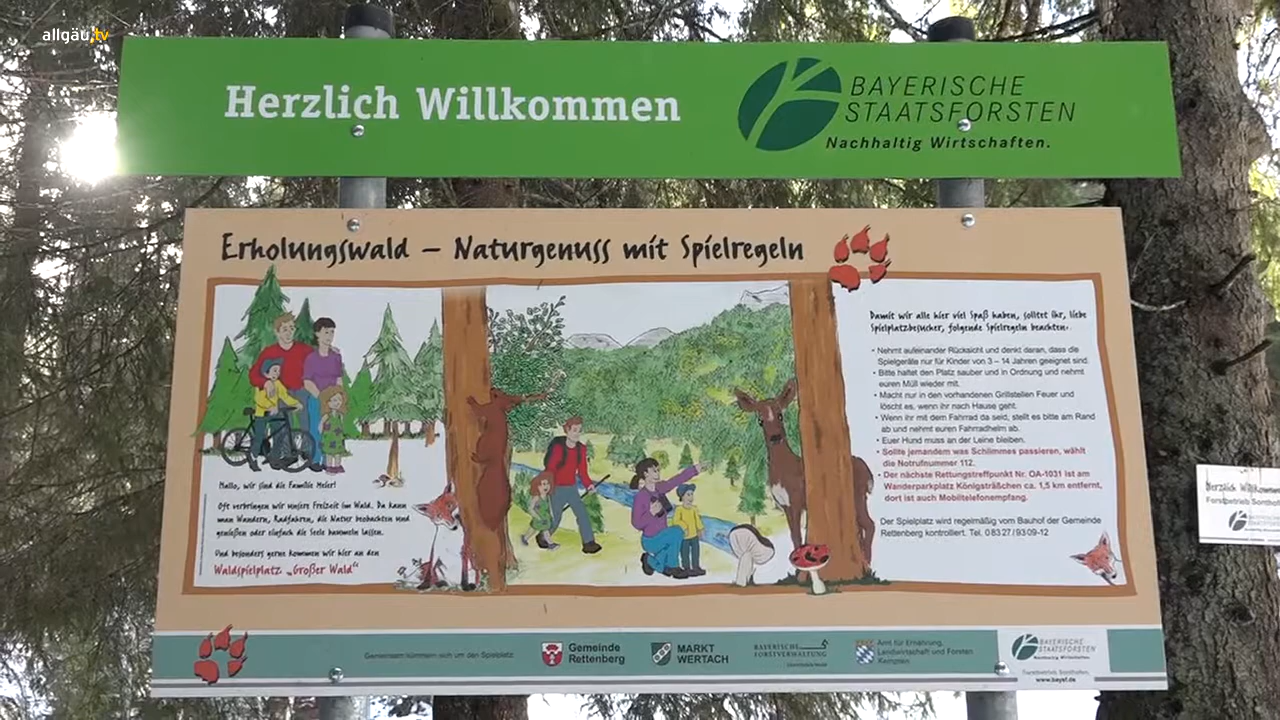 allgäu.tv
Herzlich Willkommen
BAYERISCHE
STAATSFORSTEN
Nachhaltig Wirtschaften.
Erholungswald – Naturgenuss mit Spielregeln
Hallo, wir sind die Familie Meier!
Oft verbringen wir unsere Freizeit im Wald. Da kann
man Wandern, Radfahren, die Natur beobachten und
genießen oder einfach die Seele baumeln lassen.
Und besonders gerne kommen wir hier an den
Waldspielplatz „Großer Wald“
Damit wir alle hier viel Spaß haben, solltet ihr, liebe
Spielplatzbesucher, folgende Spielregeln beachten:
• Nehmt aufeinander Rücksicht und denkt daran, dass die
Spielgeräte nur für Kinder von 3 – 14 Jahren geeignet sind.
• Bitte haltet den Platz sauber und in Ordnung und nehmt
euren Müll wieder mit.
• Macht nur in den vorhandenen Grillstellen Feuer und
löscht es, wenn ihr nach Hause geht.
• Wenn ihr mit dem Fahrrad da seid, stellt es bitte am Rand
ab und nehmt euren Fahrradhelm ab.
• Euer Hund muss an der Leine bleiben.
• Sollte jemandem was Schlimmes passieren, wählt
die Notrufnummer 112.
• Der nächste Rettungstreffpunkt Nr. OA-1031 ist am
Wanderparkplatz Königsträßchen ca. 1,5 km entfernt,
dort ist auch Mobiltelefonempfang.
Der Spielplatz wird regelmäßig vom Bauhof der Gemeinde
Rettenberg kontrolliert. Tel. 0 83 27 / 93 09-12
Gemeinsam kümmern sich um den Spielplatz:
Gemeinde
Rettenberg
MARKT
WERTACH
BAYERISCHE
FORSTVERWALTUNG
Amt für Ernährung,
Landwirtschaft und Forsten
Kempten
BAYERISCHE
STAATSFORSTEN
Nachhaltig Wirtschaften.
Forstbetrieb Sonthofen
www.baysf.de
Herzlich Willkommen
Forstbetrieb Sonthofen